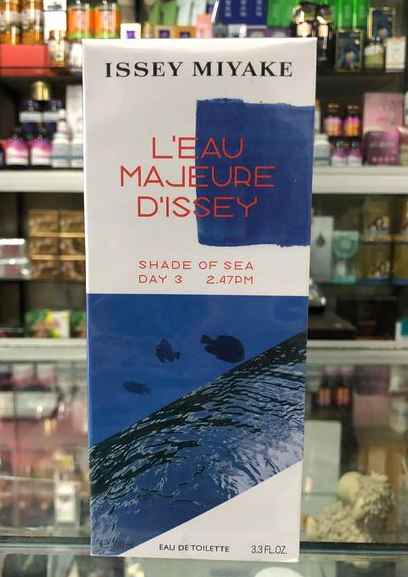 ISSEY MIYAKE
L'EAU
MAJEURE
D'ISSEY
SHADE OF SEA
DAY 3 2.47PM
EAU DE TOILETTE 3.3 FL.OZ.